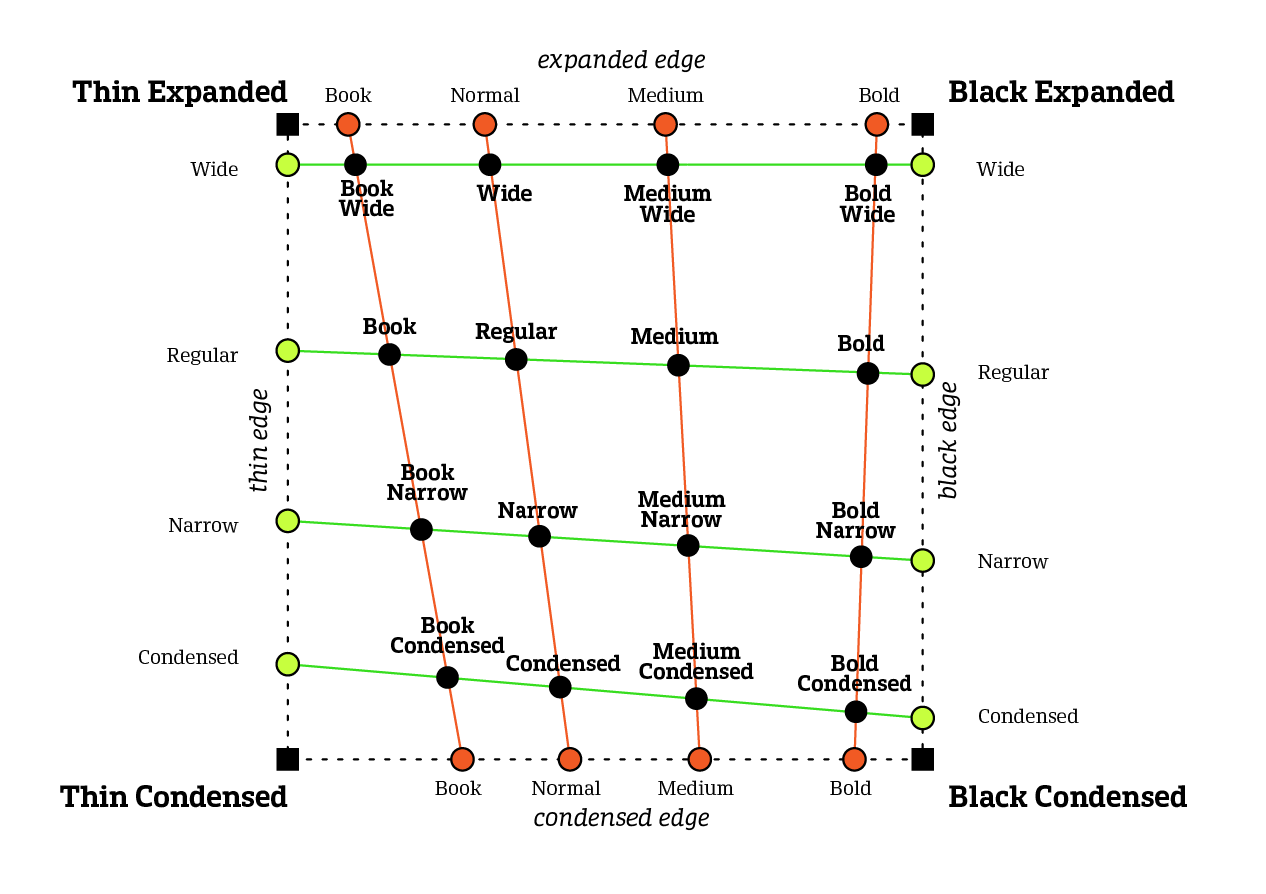 expanded edge
Thin Expanded
Book
Normal
Medium
Bold
Black Expanded
Wide
Wide
Book
Wide
Wide
Medium
Wide
Bold
Wide
Regular
Book
Regular
Medium
Bold
Regular
thin edge
black edge
Book
Narrow
Narrow
Medium
Narrow
Bold
Narrow
Narrow
Narrow
Book
Condensed
Condensed
Medium
Condensed
Bold
Condensed
Condensed
Condensed
Thin Condensed
Book
Normal
Medium
Bold
Black Condensed
condensed edge